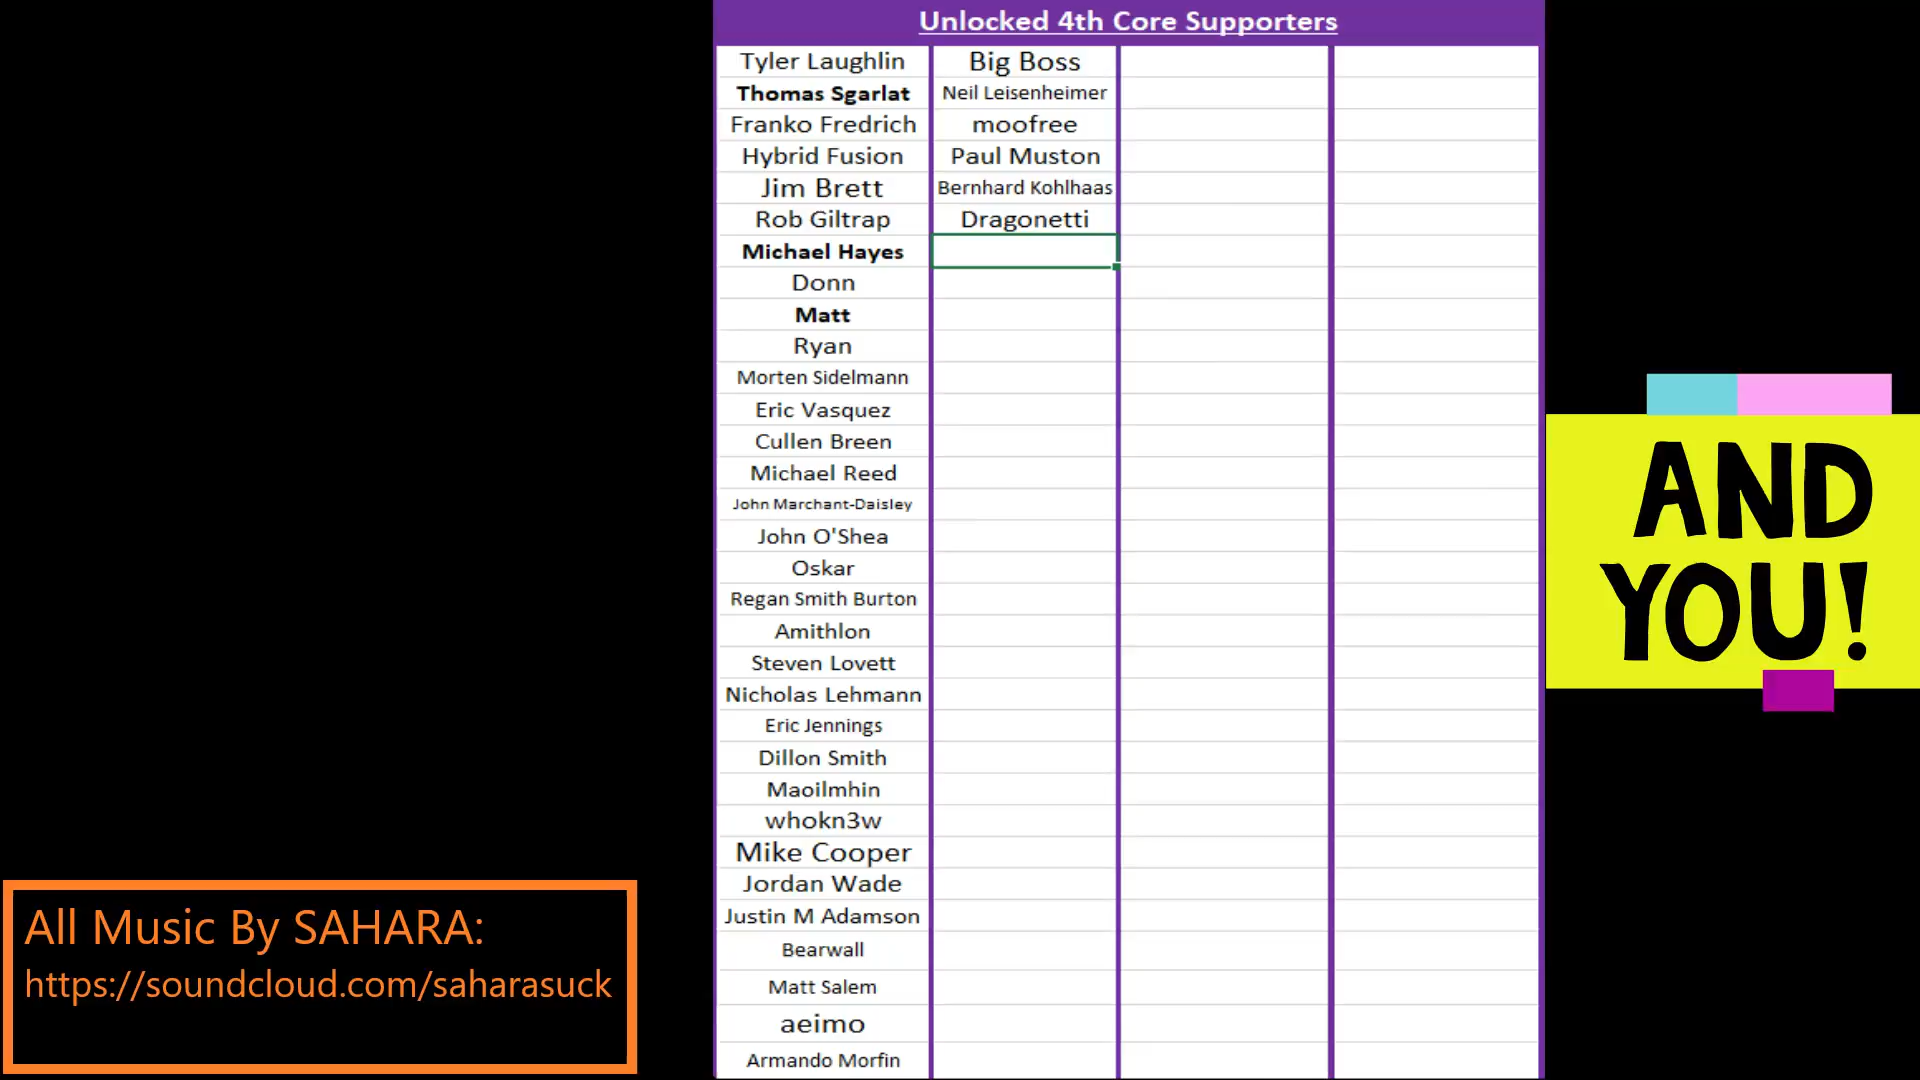 Unlocked 4th Core Supporters
Tyler Laughlin
Big Boss
Thomas Sgarlat
Neil Leisenheimer
Franko Fredrich
moofree
Hybrid Fusion
Paul Muston
Jim Brett
Bernhard Kohlhaas
Rob Giltrap
Dragonetti
Michael Hayes
Donn
Matt
Ryan
Morten Sidelmann
Eric Vasquez
Cullen Breen
Michael Reed
John Marchant-Daisley
John O'Shea
Oskar
Regan Smith Burton
Amithlon
Steven Lovett
Nicholas Lehmann
Eric Jennings
Dillon Smith
Maoilmhin
whokn3w
Mike Cooper
Jordan Wade
Justin M Adamson
Bearwall
Matt Salem
aeimo
Armando Morfin
AND
YOU!
All Music By SAHARA:
https://soundcloud.com/saharasuck